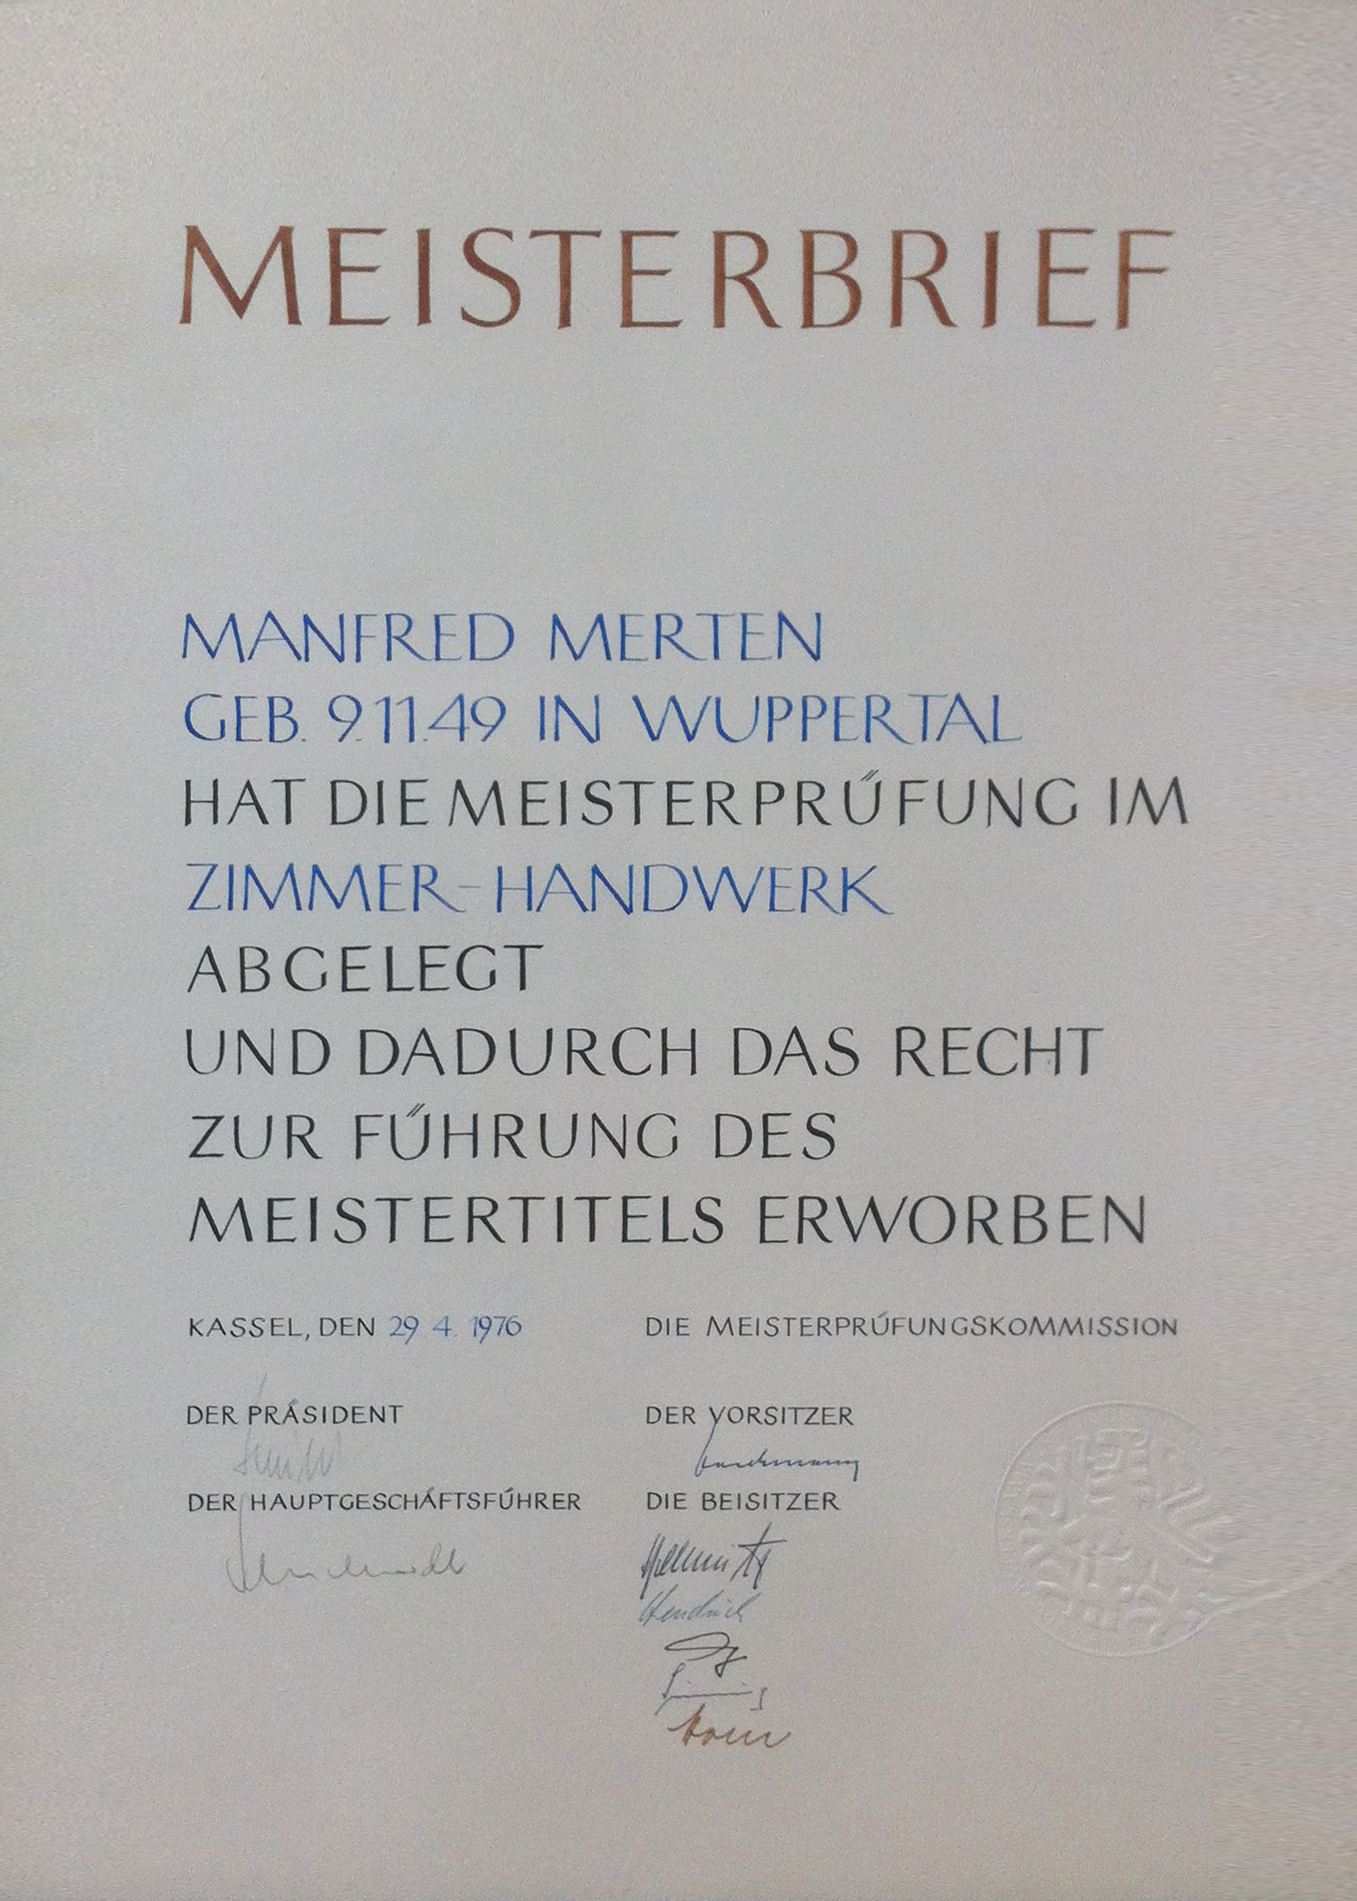 MEISTERBRIEF
MANFRED MERTEN
GEB. 9.11.49 IN WUPPERTAL
HAT DIE MEISTERPRÜFUNG IM
ZIMMER-HANDWERK
ABGELEGT
UND DADURCH DAS RECHT
ZUR FÜHRUNG DES
MEISTERTITELS ERWORBEN
KASSEL, DEN 29. 4. 1976
DIE MEISTERPRÜFUNGSKOMMISSION
DER PRÄSIDENT
DER VORSITZER
DER HAUPTGESCHÄFTSFÜHRER
DIE BEISITZER